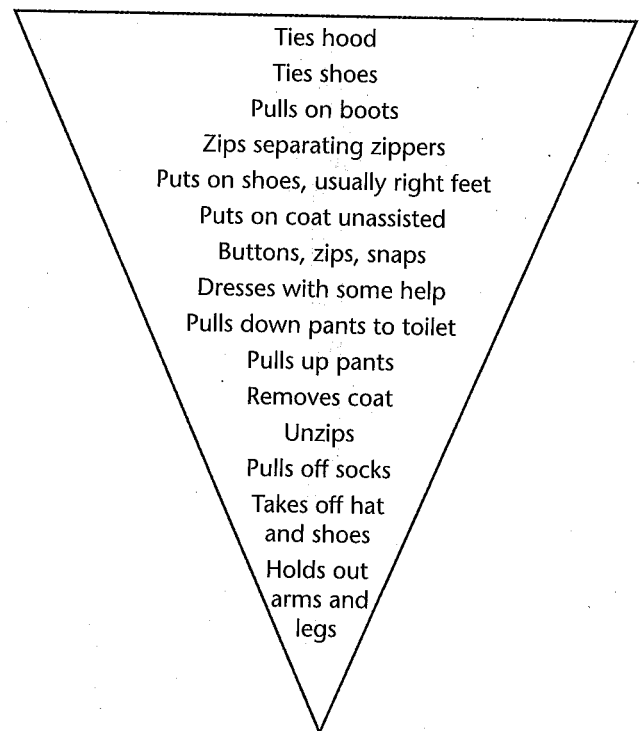 Ties hood
Ties shoes
Pulls on boots
Zips separating zippers
Puts on shoes, usually right feet
Puts on coat unassisted
Buttons, zips, snaps
Dresses with some help
Pulls down pants to toilet
Pulls up pants
Removes coat
Unzips
Pulls off socks
Takes off hat
and shoes
Holds out
arms and
legs